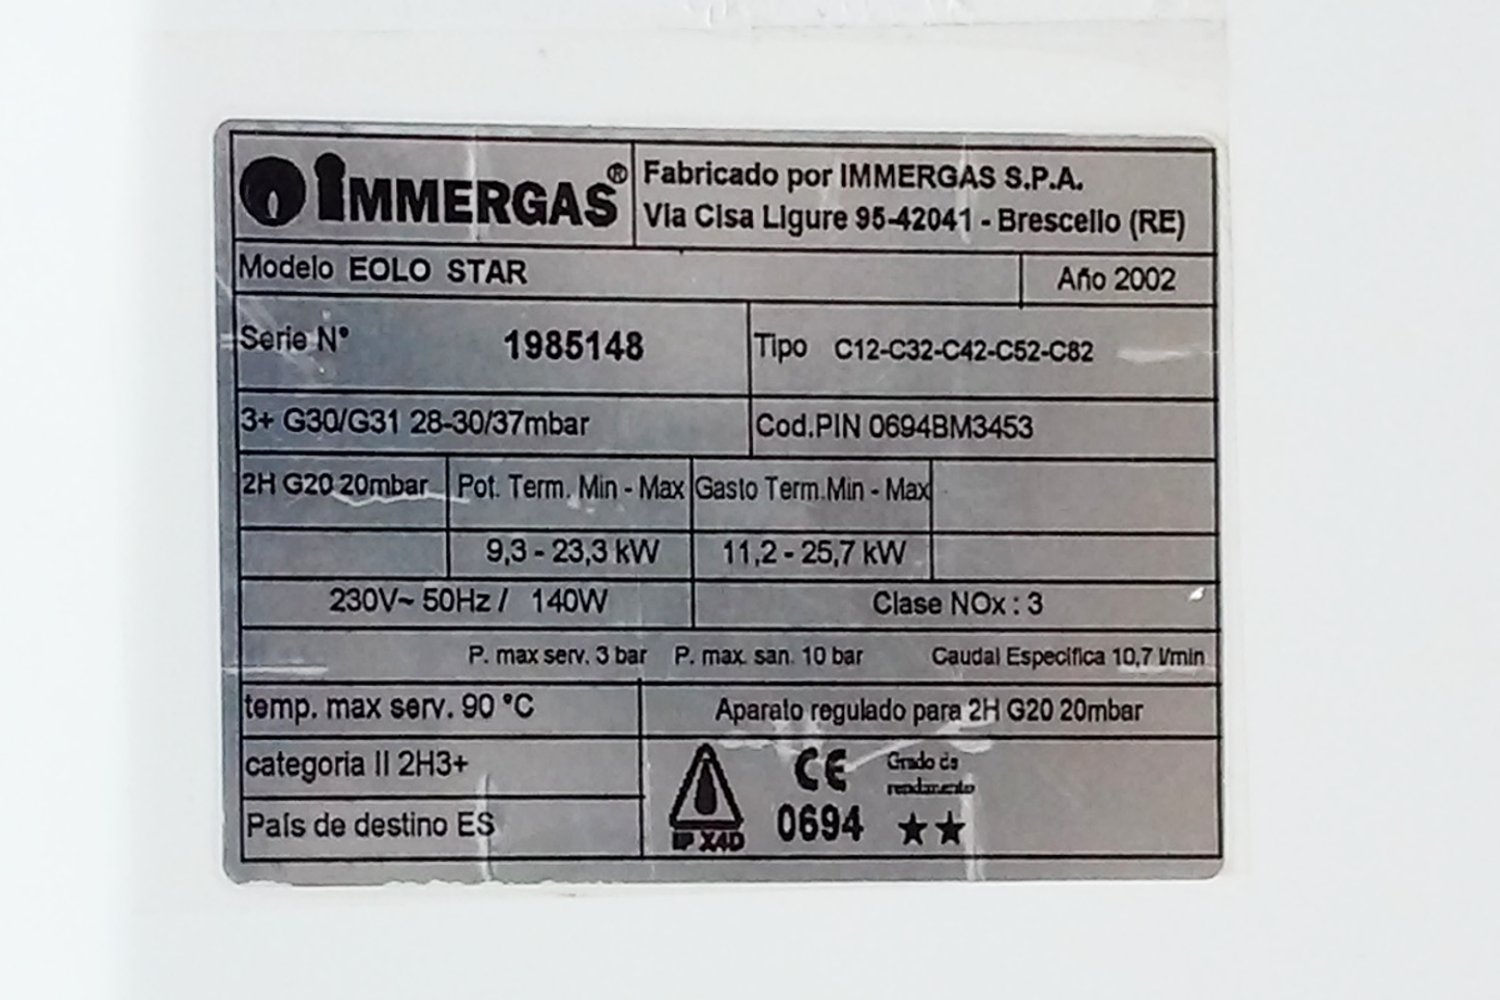 IMMERGAS®
Fabricado por IMMERGAS S.P.A.
Via Cisa Ligure 95-42041 - Brescello (RE)
Modelo EOLO STAR
Año 2002
Serie N° 1985148
Tipo C12-C32-C42-C52-C82
3+ G30/G31 28-30/37mbar
Cod.PIN 0694BM3453
2H G20 20mbar
Pot. Term. Min - Max
Gasto Term.Min - Max
9,3 - 23,3 kW
11,2 - 25,7 kW
230V~ 50Hz / 140W
Clase NOx : 3
P. max serv. 3 bar P. max. san. 10 bar Caudal Especifica 10,7 l/min
temp. max serv. 90 °C
Aparato regulado para 2H G20 20mbar
categoria II 2H3+
País de destino ES
IP X4D
CE
0694
Grado de
rendimento
★★